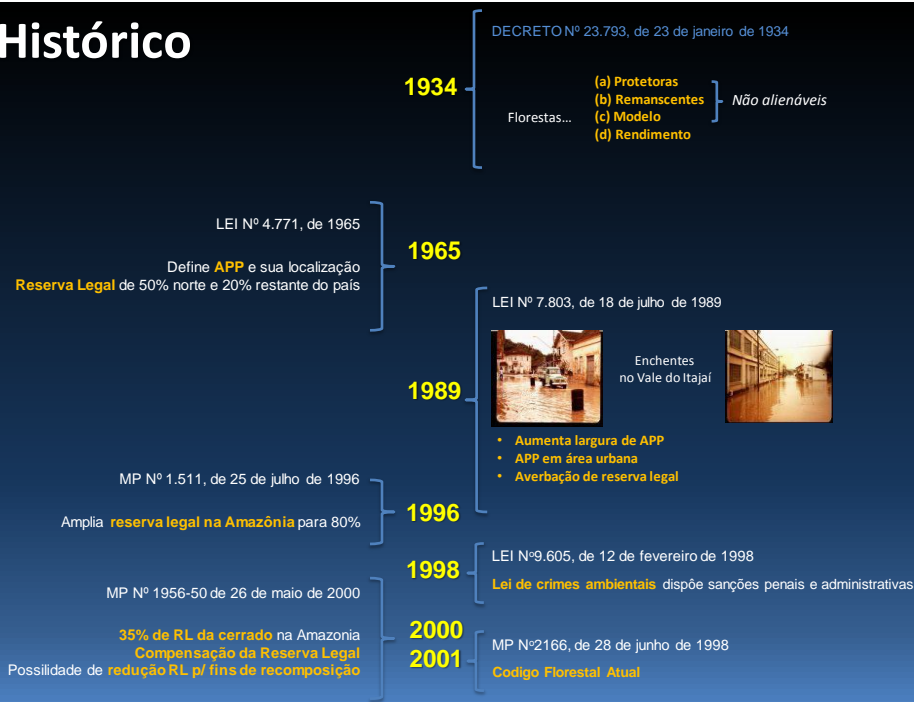 Histórico
1934
DECRETO Nº 23.793, de 23 de janeiro de 1934
Florestas...
(a) Protetoras
(b) Remanscentes
(c) Modelo
(d) Rendimento
Não alienáveis
LEI Nº 4.771, de 1965
Define APP e sua localização
Reserva Legal de 50% norte e 20% restante do país
1965
1989
LEI Nº 7.803, de 18 de julho de 1989
Enchentes
no Vale do Itajaí
• Aumenta largura de APP
• APP em área urbana
• Averbação de reserva legal
MP Nº 1.511, de 25 de julho de 1996
Amplia reserva legal na Amazônia para 80%
1996
1998
LEI Nº9.605, de 12 de fevereiro de 1998
Lei de crimes ambientais dispõe sanções penais e administrativas
MP Nº 1956-50 de 26 maio de 2000
35% de RL da cerrado na Amazonia
Compensação da Reserva Legal
Possilidade de redução RL p/ fins de recomposição
2000
2001
MP Nº2166, de 28 de junho de 1998
Codigo Florestal Atual